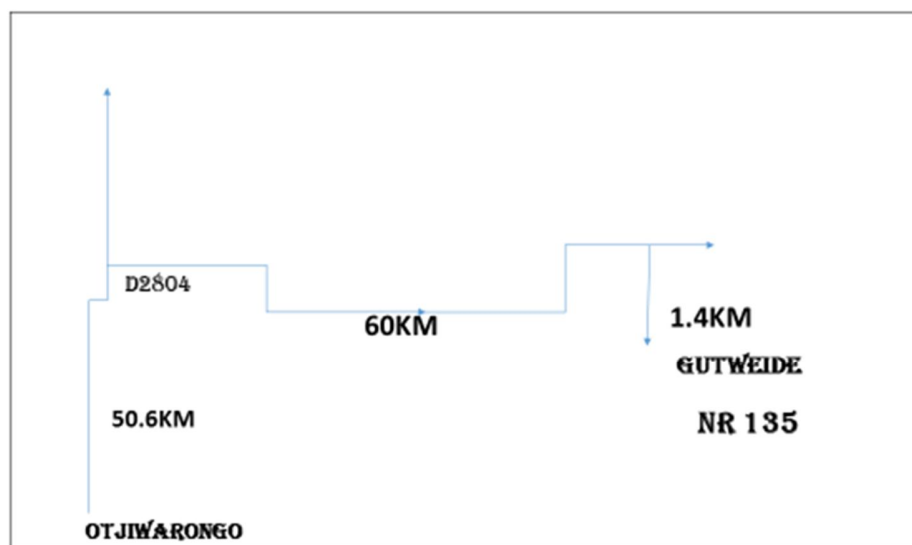 D2804
60KM
1.4KM
GUTWEIDE
50.6KM
NR 135
OTJIWARONGO